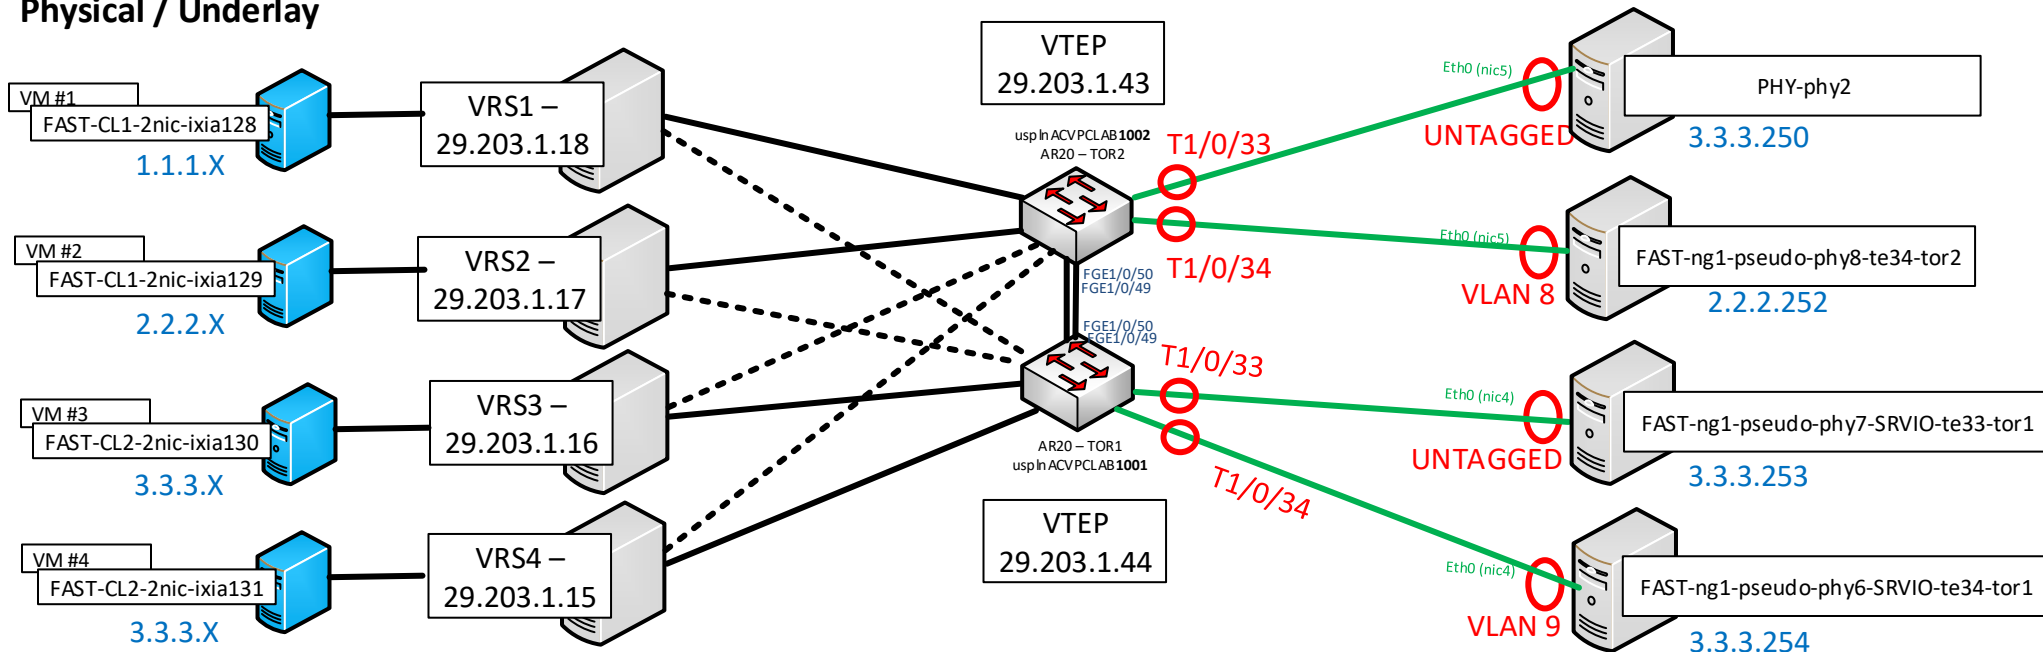 Physical / Underlay
VM #1
FAST-CL1-2nic-ixia128
1.1.1.X
VRS1 –
29.203.1.18
VM #2
FAST-CL1-2nic-ixia129
2.2.2.X
VRS2 –
29.203.1.17
VM #3
FAST-CL2-2nic-ixia130
3.3.3.X
VRS3 –
29.203.1.16
VM #4
FAST-CL2-2nic-ixia131
3.3.3.X
VRS4 –
29.203.1.15
VTEP
29.203.1.43
usplnACVPCLAB1002
AR20 – TOR2
T1/0/33
T1/0/34
FGE1/0/50
FGE1/0/49
FGE1/0/50
FGE1/0/49
T1/0/33
T1/0/34
AR20 – TOR1
usplnACVPCLAB1001
VTEP
29.203.1.44
Eth0 (nic5)
UNTAGGED
PHY-phy2
3.3.3.250
Eth0 (nic5)
VLAN 8
FAST-ng1-pseudo-phy8-te34-tor2
2.2.2.252
Eth0 (nic4)
UNTAGGED
FAST-ng1-pseudo-phy7-SRVIO-te33-tor1
3.3.3.253
Eth0 (nic4)
VLAN 9
FAST-ng1-pseudo-phy6-SRVIO-te34-tor1
3.3.3.254